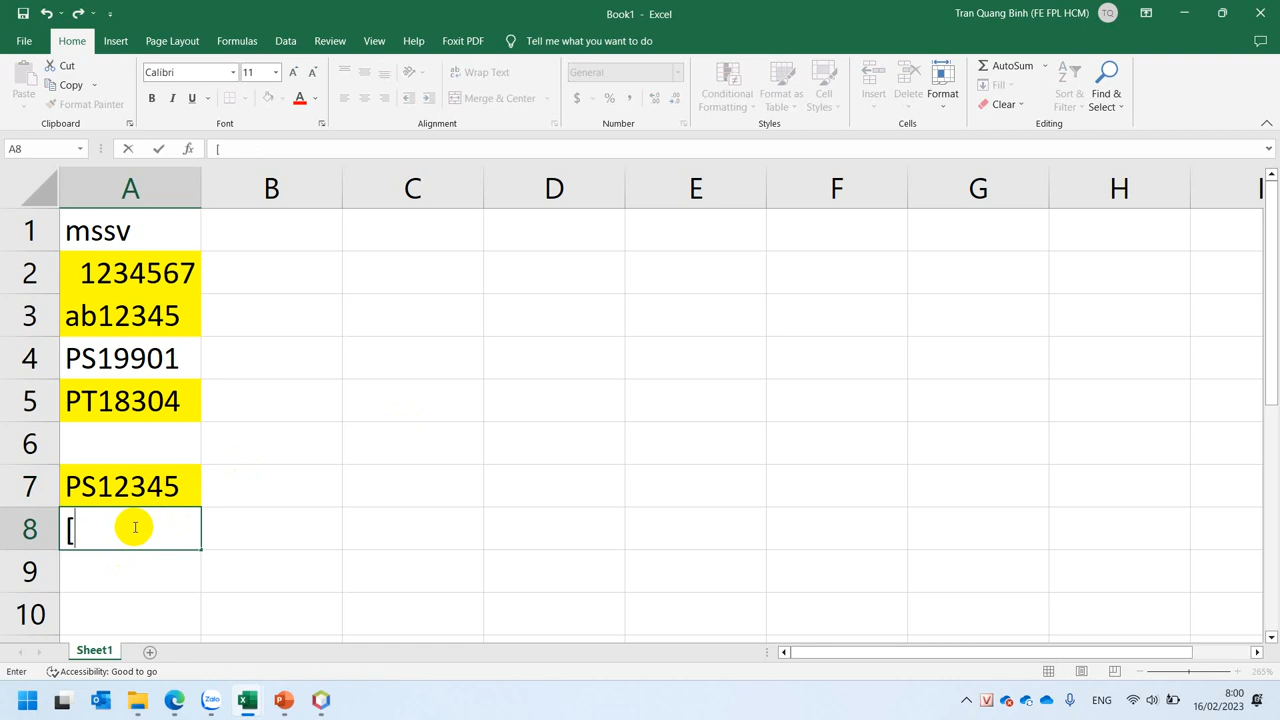 Book1 - Excel
Tran Quang Binh (FE FPL HCM)
TQ
File
Home
Insert
Page Layout
Formulas
Data
Review
View
Help
Foxit PDF
Tell me what you want to do
Paste
Cut
Copy
Format Painter
Clipboard
Calibri
11
B
I
U
Font
Wrap Text
Merge & Center
Alignment
General
$
%
Number
Conditional
Formatting
Format as
Table
Cell
Styles
Styles
Insert
Delete
Format
Cells
AutoSum
Fill
Clear
Sort &
Filter
Find &
Select
Editing
A8
fx
[
A
B
C
D
E
F
G
H
I
1
mssv
2
1234567
3
ab12345
4
PS19901
5
PT18304
6
7
PS12345
8
[
9
10
Sheet1
Enter
Accessibility: Good to go
265%
Zalo
ENG
8:00
16/02/2023